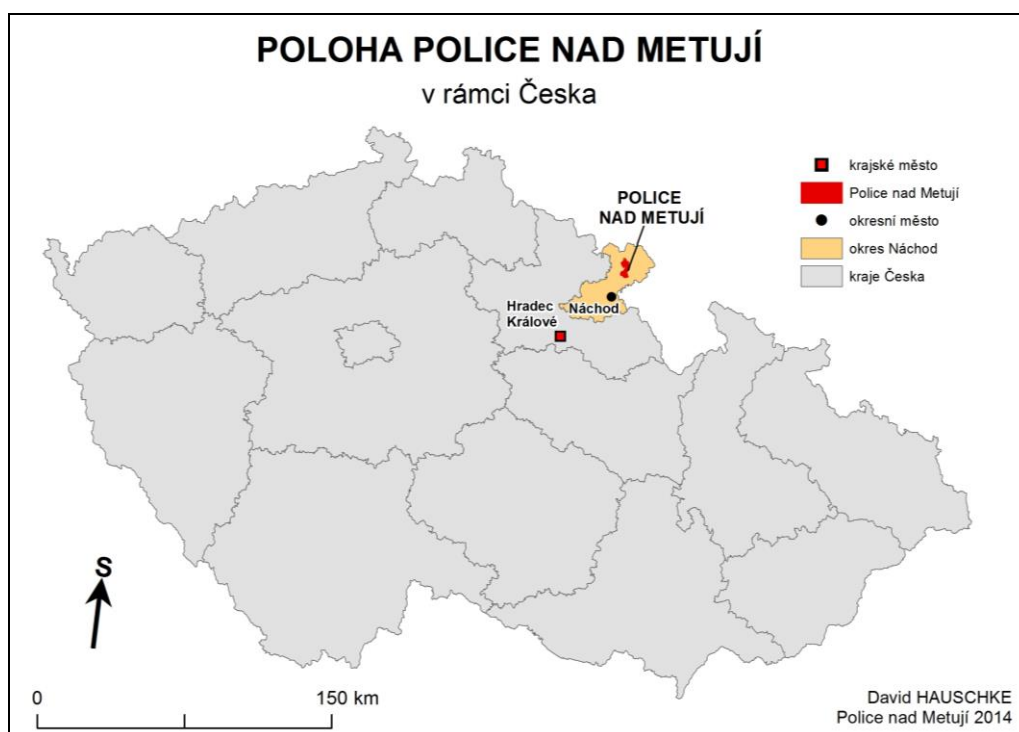 POLOHA POLICE NAD METUJÍ
v rámci Česka
krajské město
Police nad Metují
okresní město
okres Náchod
kraje Česka
POLICE
NAD METUJÍ
Hradec
Králové
Náchod
S
0
150 km
David HAUSCHKE
Police nad Metují 2014